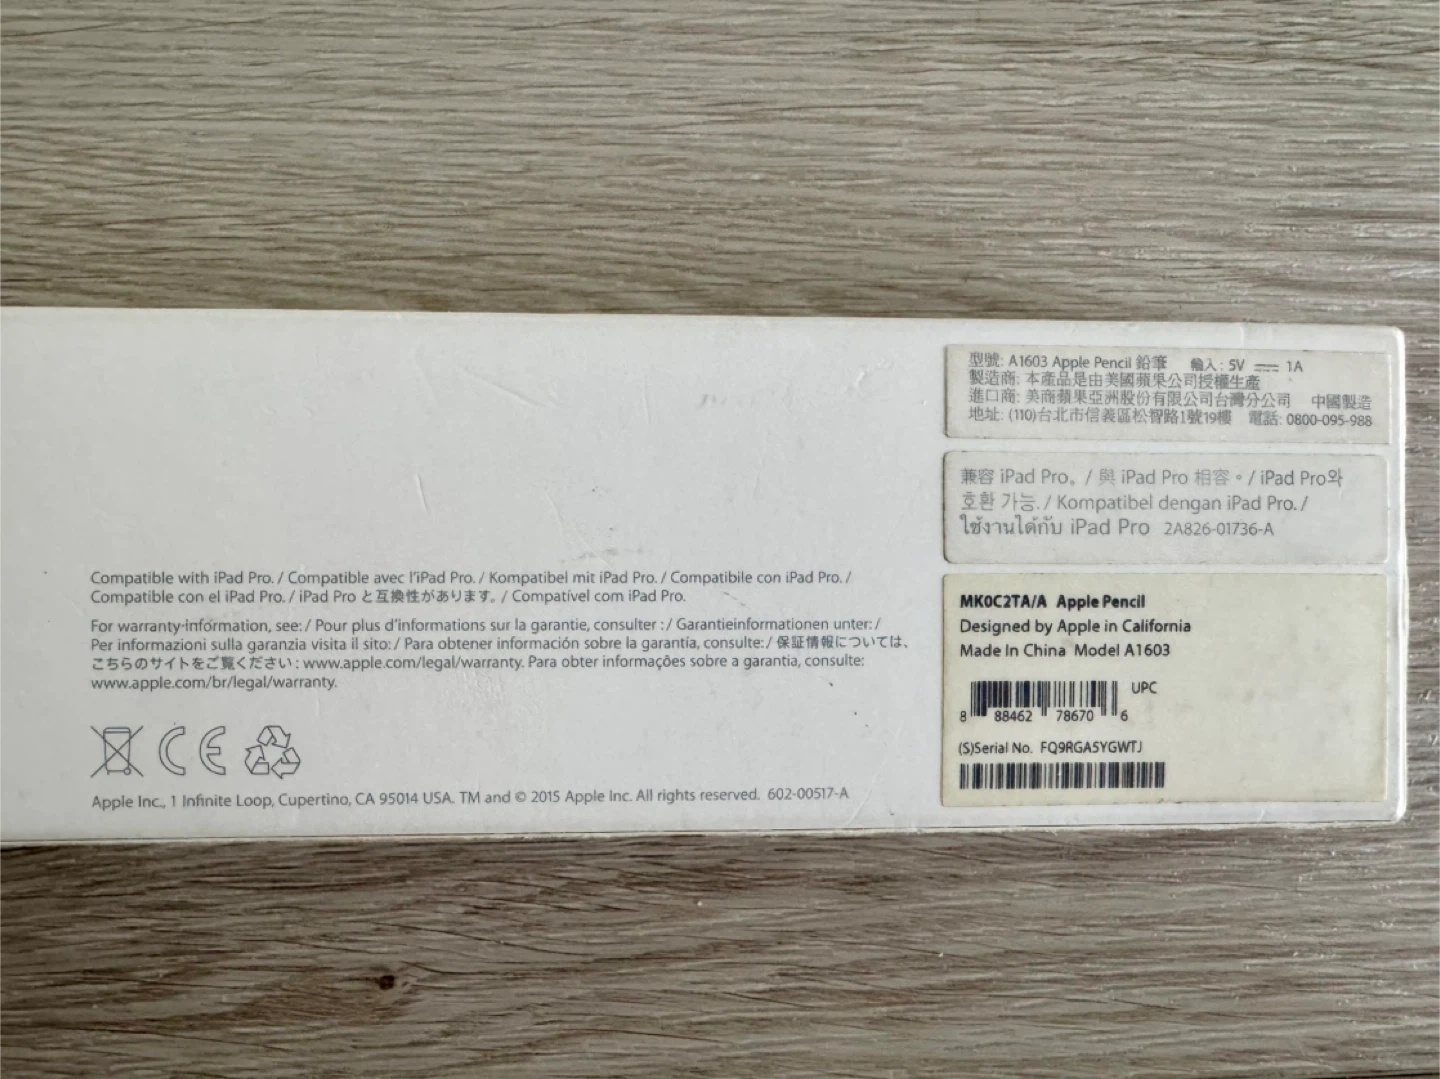 型號: A1603 Apple Pencil 鉛筆 輸入: 5V ⎓ 1A
製造商: 本產品是由美國蘋果公司授權生產
進口商: 美商蘋果亞洲股份有限公司台灣分公司 中國製造
地址: (110)台北市信義區松智路1號19樓 電話: 0800-095-988
兼容 iPad Pro。/ 與 iPad Pro 相容。/ iPad Pro와
호환 가능. / Kompatibel dengan iPad Pro. /
ใช้งานได้กับ iPad Pro 2A826-01736-A
Compatible with iPad Pro. / Compatible avec l’iPad Pro. / Kompatibel mit iPad Pro. / Compatibile con iPad Pro. /
Compatible con el iPad Pro. / iPad Pro と互換性があります。/ Compatível com iPad Pro.
For warranty information, see: / Pour plus d’informations sur la garantie, consulter : / Garantieinformationen unter: /
Per informazioni sulla garanzia visita il sito: / Para obtener información sobre la garantía, consulte: / 保証情報については、
こちらのサイトをご覧ください : www.apple.com/legal/warranty. Para obter informações sobre a garantia, consulte:
www.apple.com/br/legal/warranty.
MK0C2TA/A Apple Pencil
Designed by Apple in California
Made In China Model A1603
UPC
8 88462 78670 6
(S)Serial No. FQ9RGA5YGWTJ
CE
Apple Inc., 1 Infinite Loop, Cupertino, CA 95014 USA. TM and © 2015 Apple Inc. All rights reserved. 602-00517-A